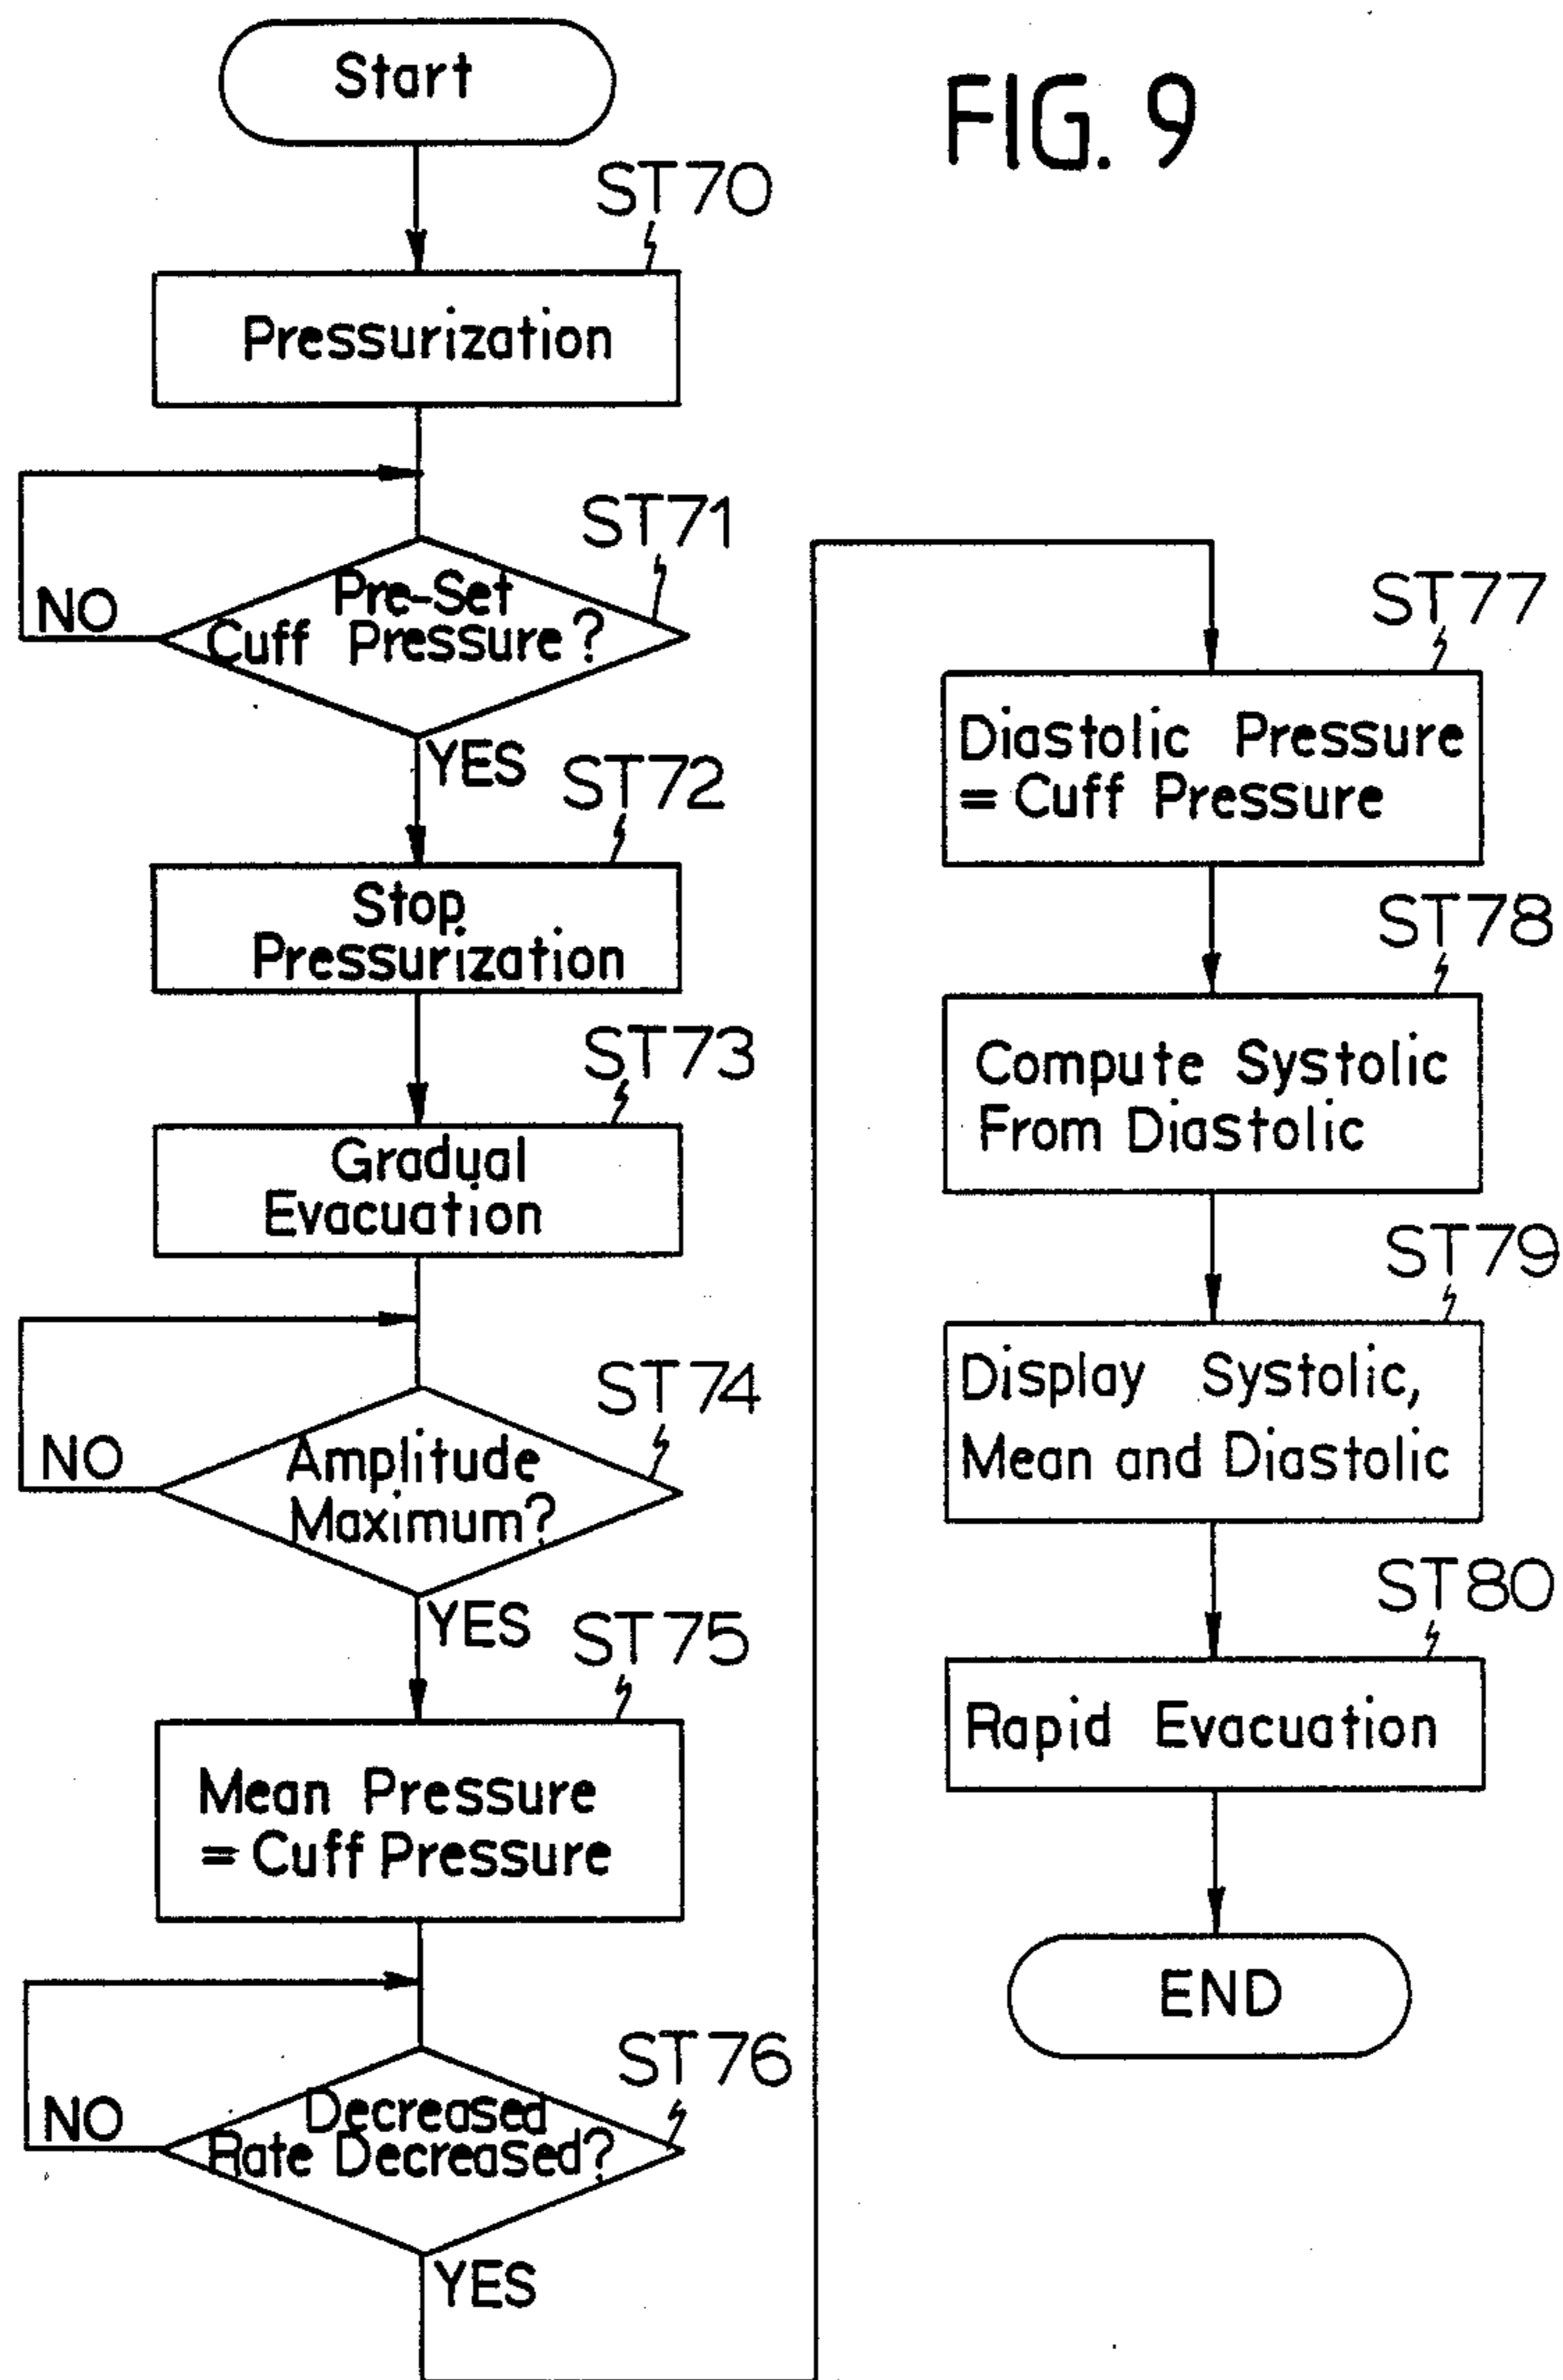 FIG. 9
Start
ST70
Pressurization
ST71
Pre-Set
Cuff Pressure?
NO
YES
ST72
Stop
Pressurization
ST73
Gradual
Evacuation
ST74
Amplitude
Maximum?
NO
YES
ST75
Mean Pressure
= Cuff Pressure
ST76
Decreased
Rate Decreased?
NO
YES
ST77
Diastolic Pressure
= Cuff Pressure
ST78
Compute Systolic
From Diastolic
ST79
Display Systolic,
Mean and Diastolic
ST80
Rapid Evacuation
END